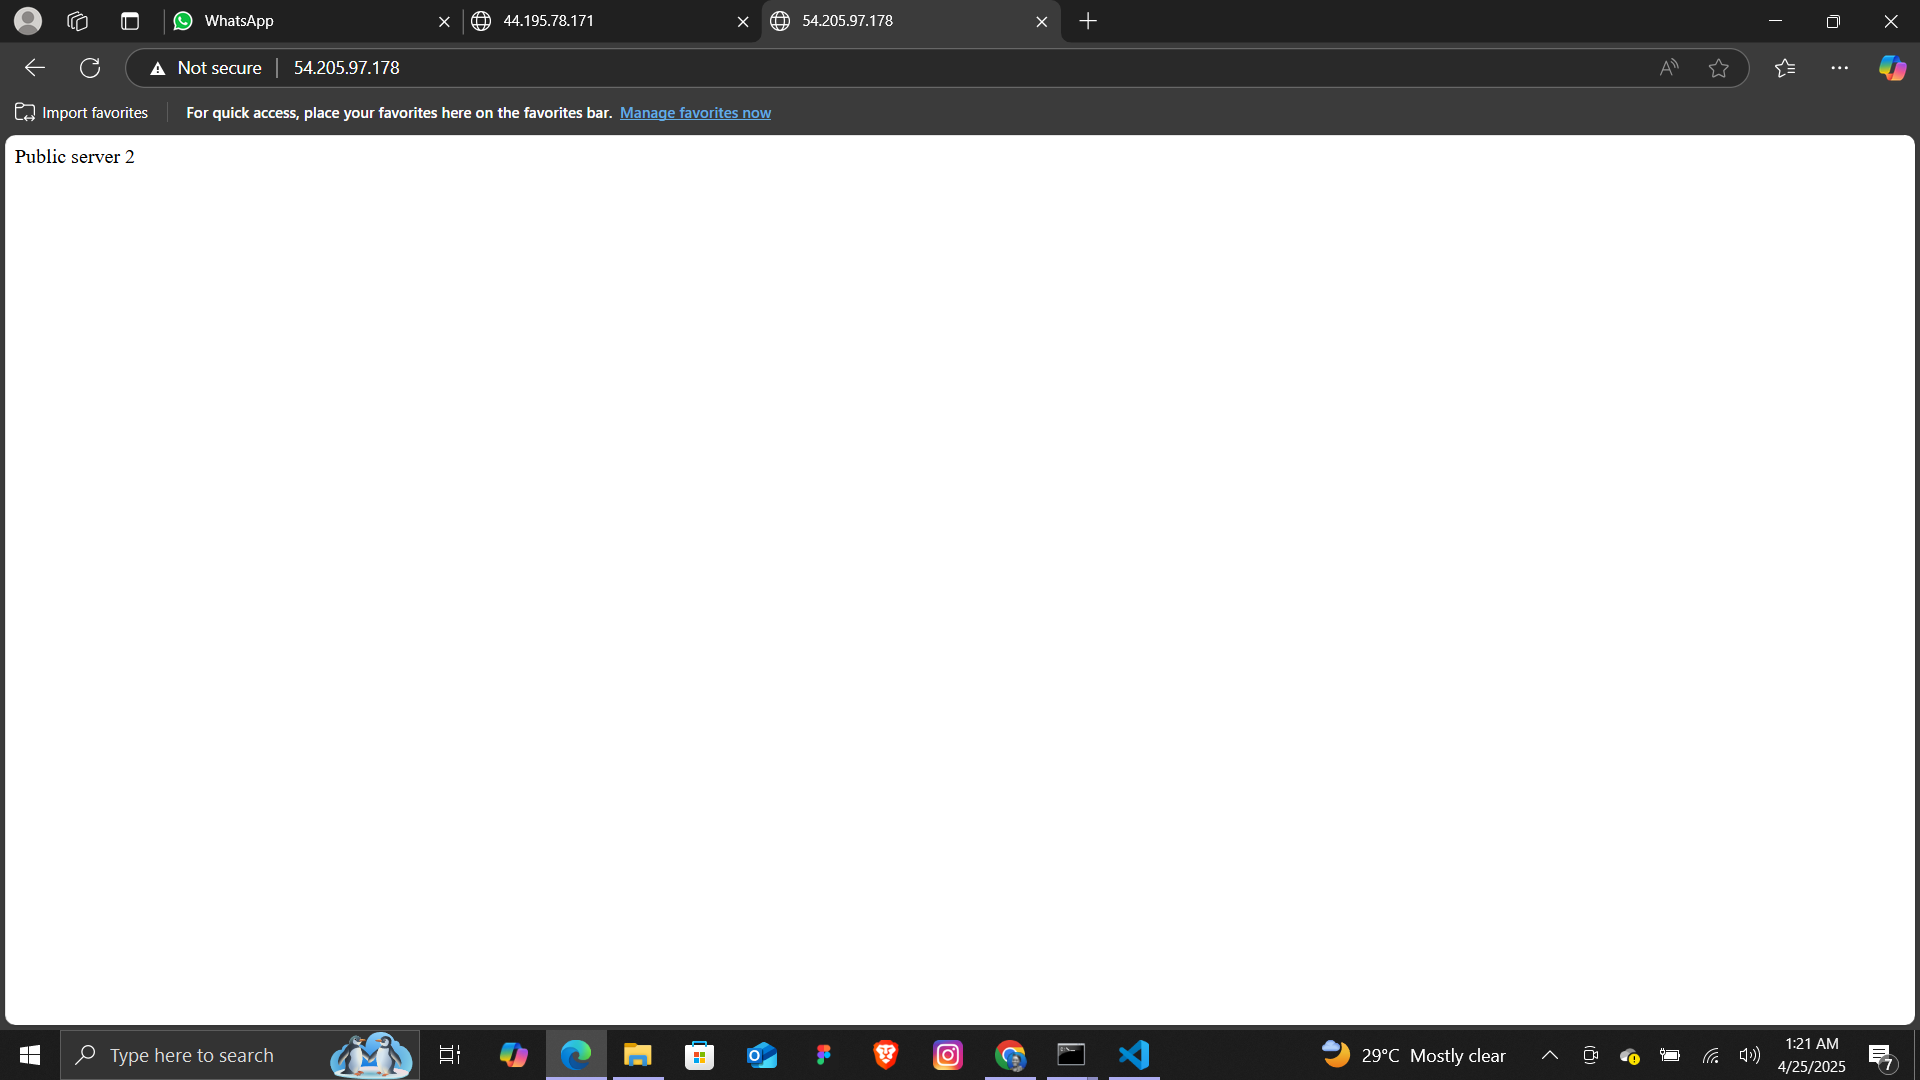 WhatsApp
44.195.78.171
54.205.97.178
Not secure
54.205.97.178
Import favorites
For quick access, place your favorites here on the favorites bar. Manage favorites now
Public server 2
Type here to search
29°C Mostly clear
1:21 AM
4/25/2025
7